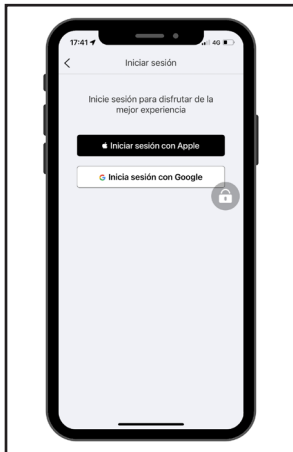 17:41 4G
Iniciar sesión
Inicie sesión para disfrutar de la
mejor experiencia
Iniciar sesión con Apple
G Inicia sesión con Google